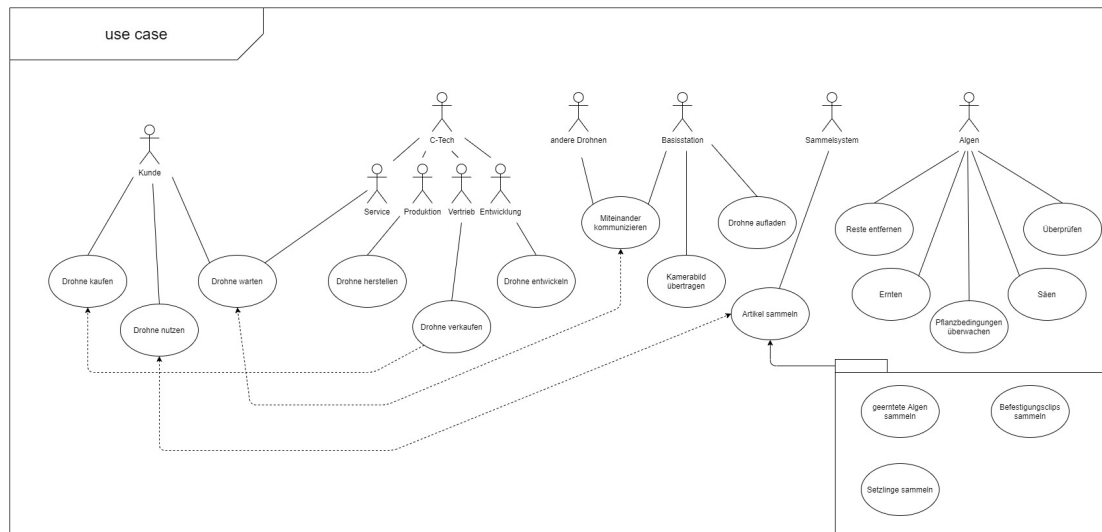 use case
Kunde
C-Tech
andere Drohnen
Basisstation
Sammelsystem
Algen
Service
Produktion
Vertrieb
Entwicklung
Drohne kaufen
Drohne nutzen
Drohne warten
Drohne herstellen
Drohne verkaufen
Drohne entwickeln
Miteinander
kommunizieren
Kamerabild
übertragen
Drohne aufladen
Artikel sammeln
Reste entfernen
Ernten
Pflanzbedingungen
überwachen
Säen
Überprüfen
geerntete Algen
sammeln
Befestigungsclips
sammeln
Setzlinge sammeln